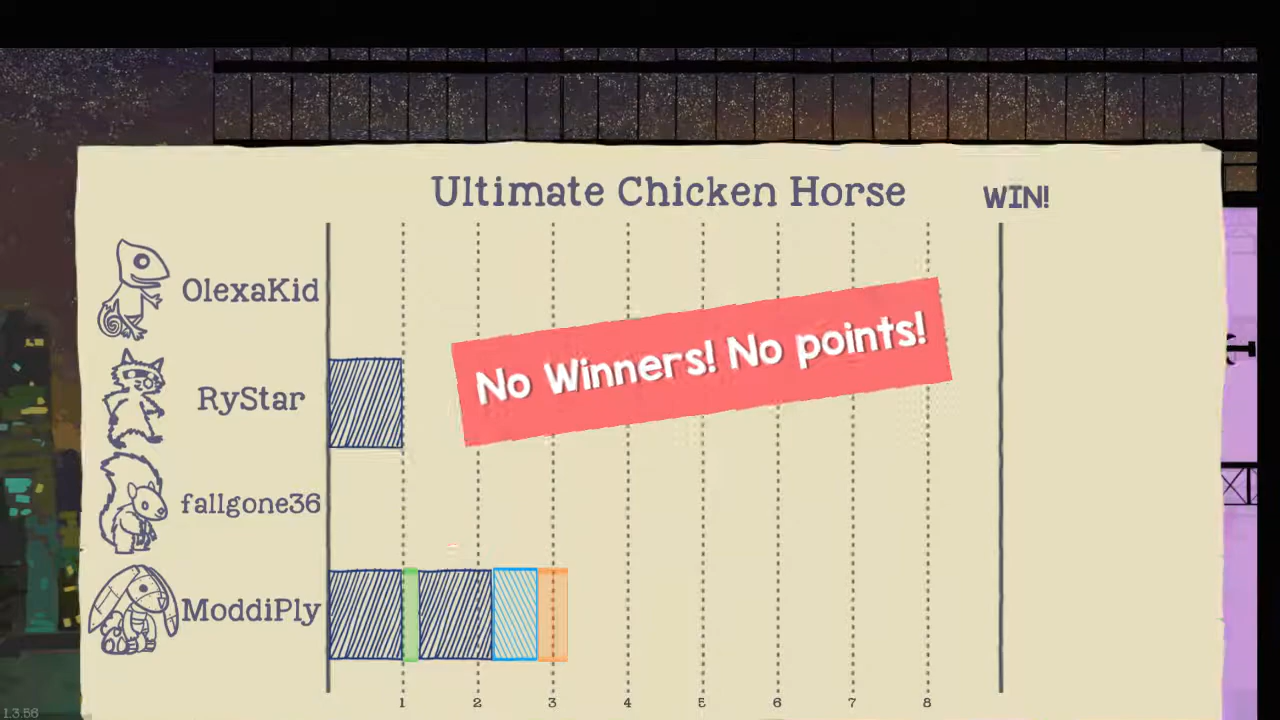 Ultimate Chicken Horse
WIN!
OlexaKid
No Winners! No points!
RyStar
fallgone36
ModdiPly
1 2 3 4 5 6 7 8
1.3.56